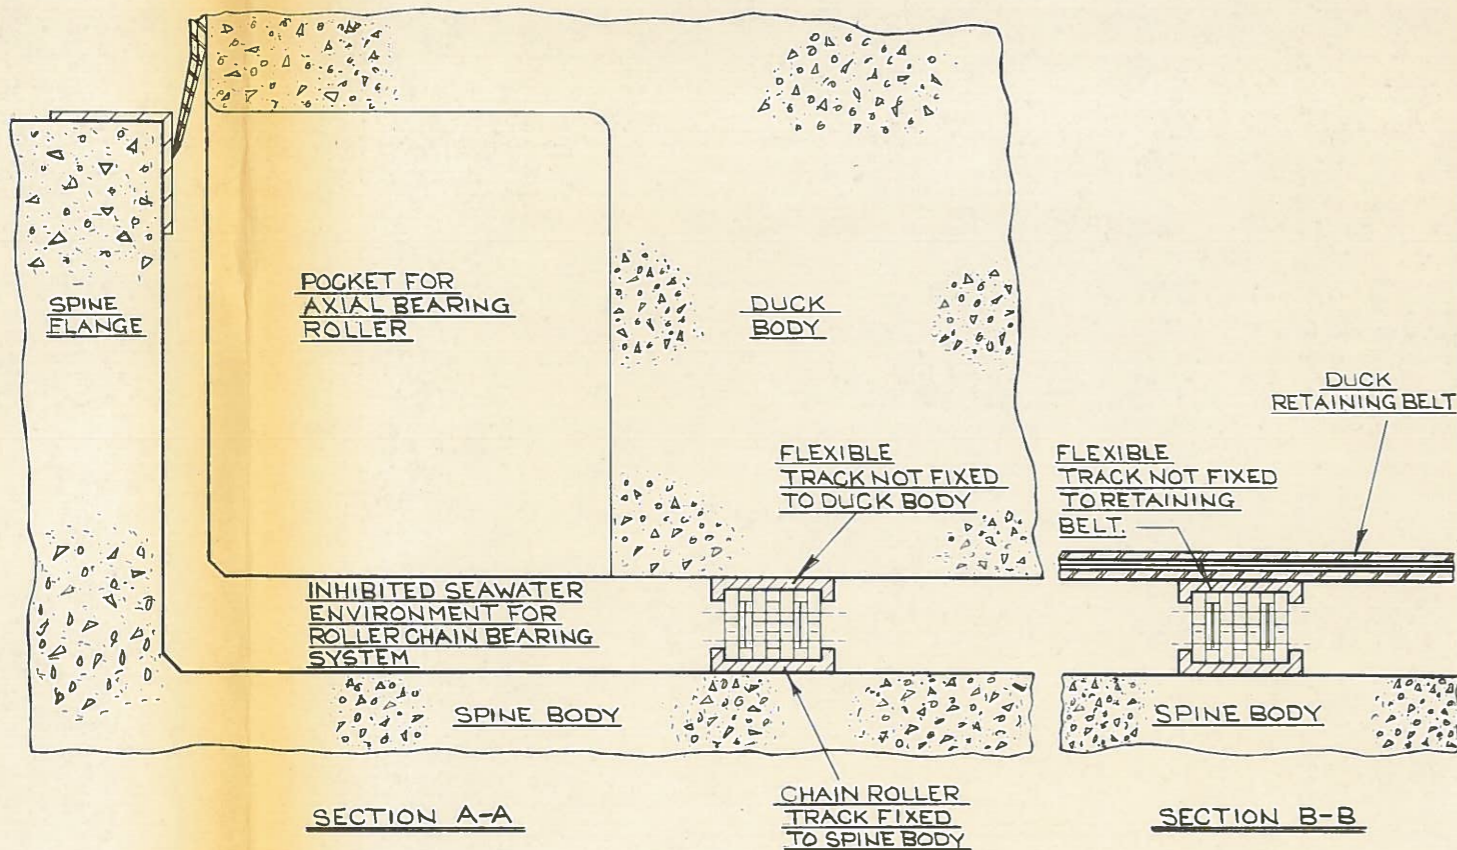 SPINE
FLANGE
POCKET FOR
AXIAL BEARING
ROLLER
DUCK
BODY
DUCK
RETAINING BELT
FLEXIBLE
TRACK NOT FIXED
TO DUCK BODY
FLEXIBLE
TRACK NOT FIXED
TO RETAINING
BELT.
INHIBITED SEAWATER
ENVIRONMENT FOR
ROLLER CHAIN BEARING
SYSTEM
SPINE BODY
SPINE BODY
CHAIN ROLLER
TRACK FIXED
TO SPINE BODY
SECTION A-A
SECTION B-B